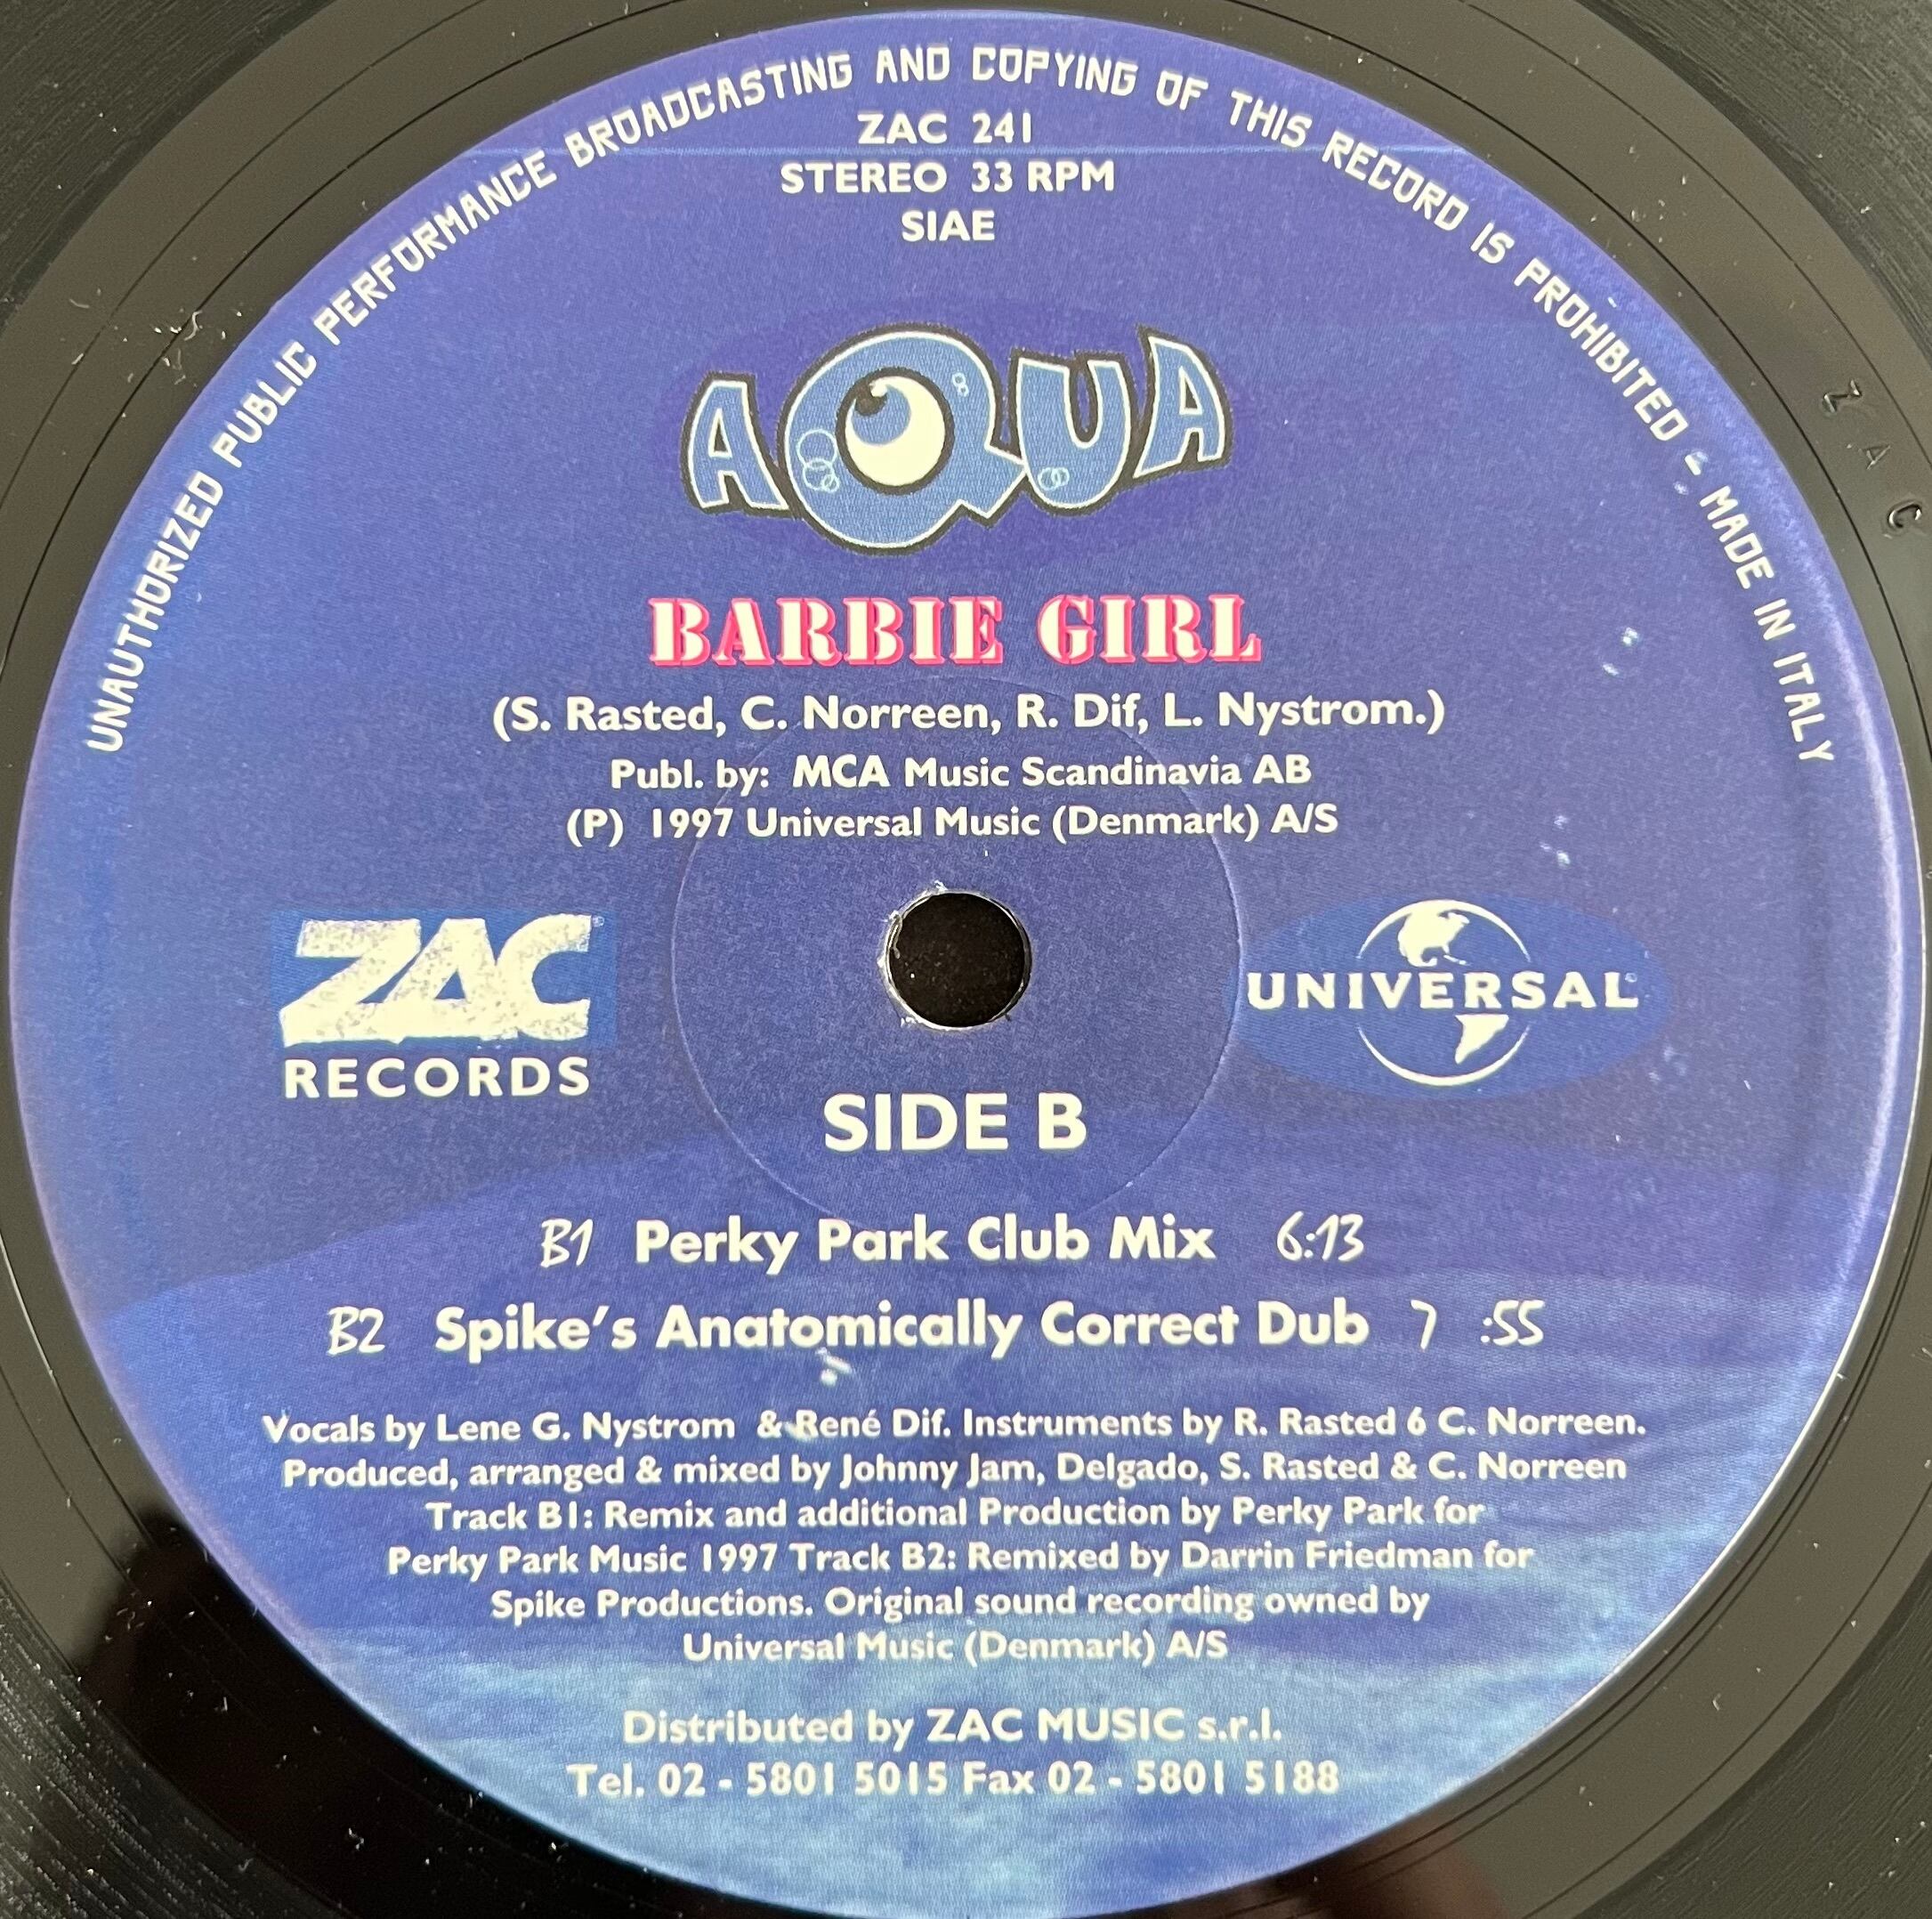 UNAUTHORIZED PUBLIC PERFORMANCE BROADCASTING AND COPYING OF THIS RECORD IS PROHIBITED - MADE IN ITALY
ZAC 241
STEREO 33 RPM
SIAE
AQUA
BARBIE GIRL
(S. Rasted, C. Norreen, R. Dif, L. Nystrom.)
Publ. by: MCA Music Scandinavia AB
(P) 1997 Universal Music (Denmark) A/S
ZAC®
RECORDS
UNIVERSAL
SIDE B
B1 Perky Park Club Mix 6:13
B2 Spike's Anatomically Correct Dub 7 :55
Vocals by Lene G. Nystrom & René Dif. Instruments by R. Rasted 6 C. Norreen.
Produced, arranged & mixed by Johnny Jam, Delgado, S. Rasted & C. Norreen
Track B1: Remix and additional Production by Perky Park for
Perky Park Music 1997 Track B2: Remixed by Darrin Friedman for
Spike Productions. Original sound recording owned by
Universal Music (Denmark) A/S
Distributed by ZAC MUSIC s.r.l.
Tel. 02 - 5801 5015 Fax 02 - 5801 5188
ZAC